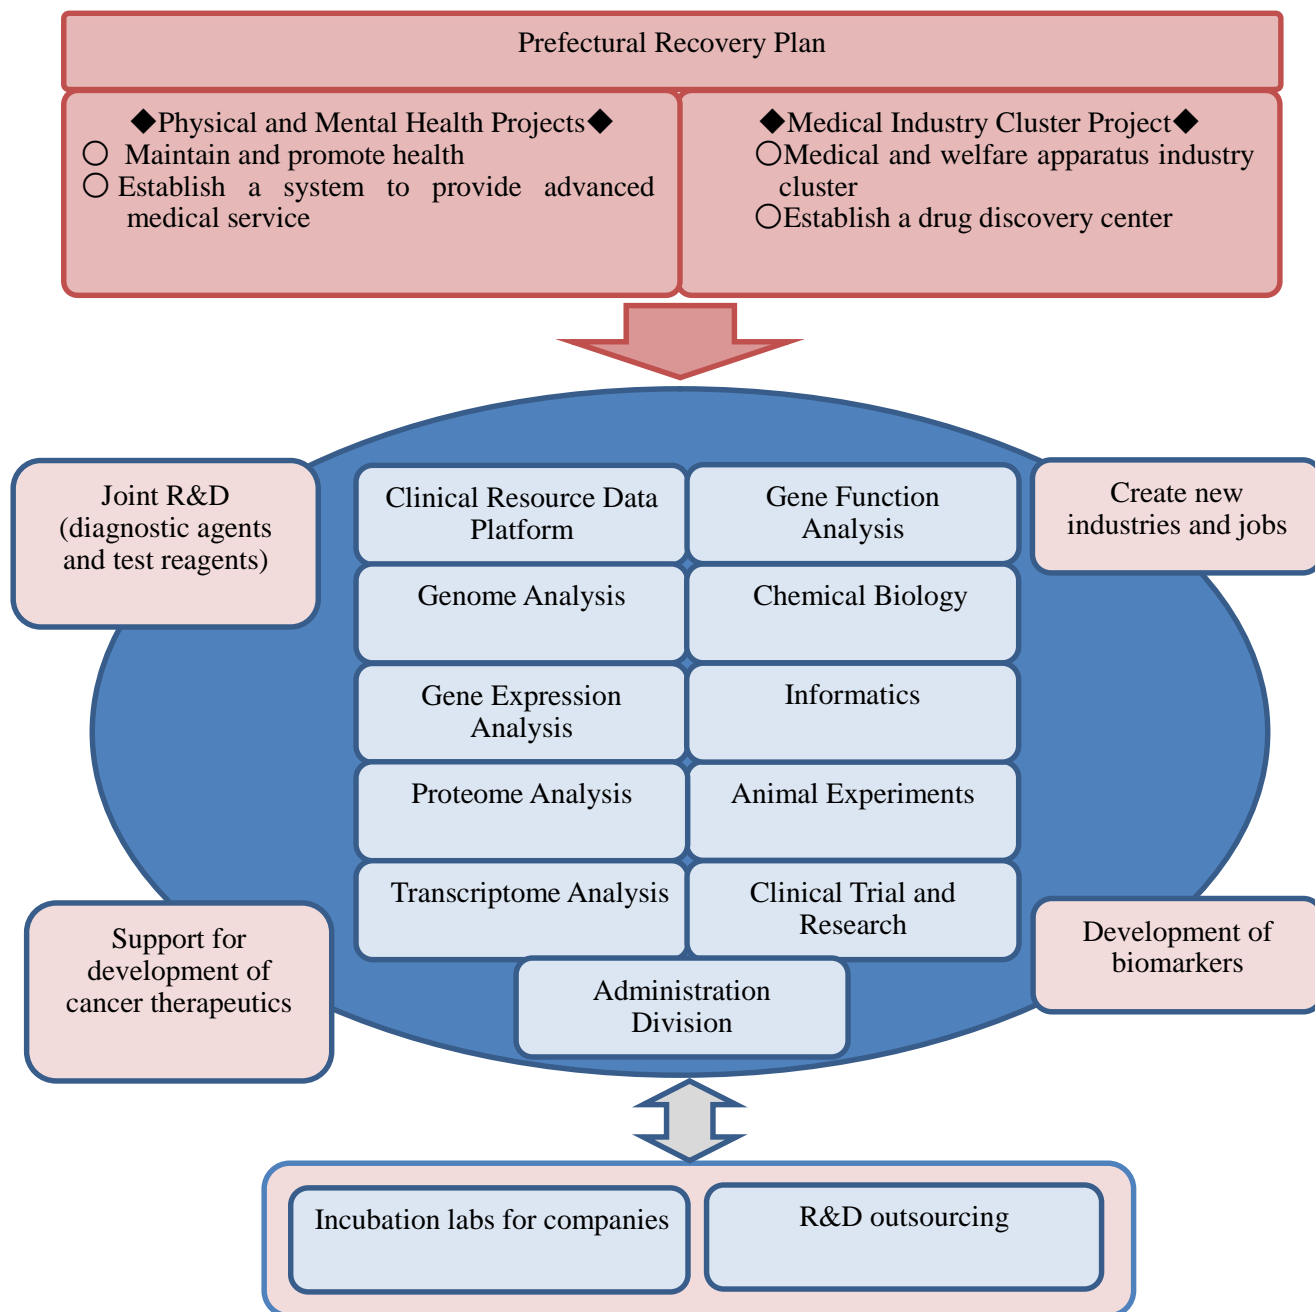 Prefectural Recovery Plan
◆Physical and Mental Health Projects◆
○ Maintain and promote health
○ Establish a system to provide advanced
medical service
◆Medical Industry Cluster Project◆
○Medical and welfare apparatus industry
cluster
○Establish a drug discovery center
Joint R&D
(diagnostic agents
and test reagents)
Clinical Resource Data
Platform
Gene Function
Analysis
Create new
industries and jobs
Genome Analysis
Chemical Biology
Gene Expression
Analysis
Informatics
Proteome Analysis
Animal Experiments
Transcriptome Analysis
Clinical Trial and
Research
Support for
development of
cancer therapeutics
Development of
biomarkers
Administration
Division
Incubation labs for companies
R&D outsourcing